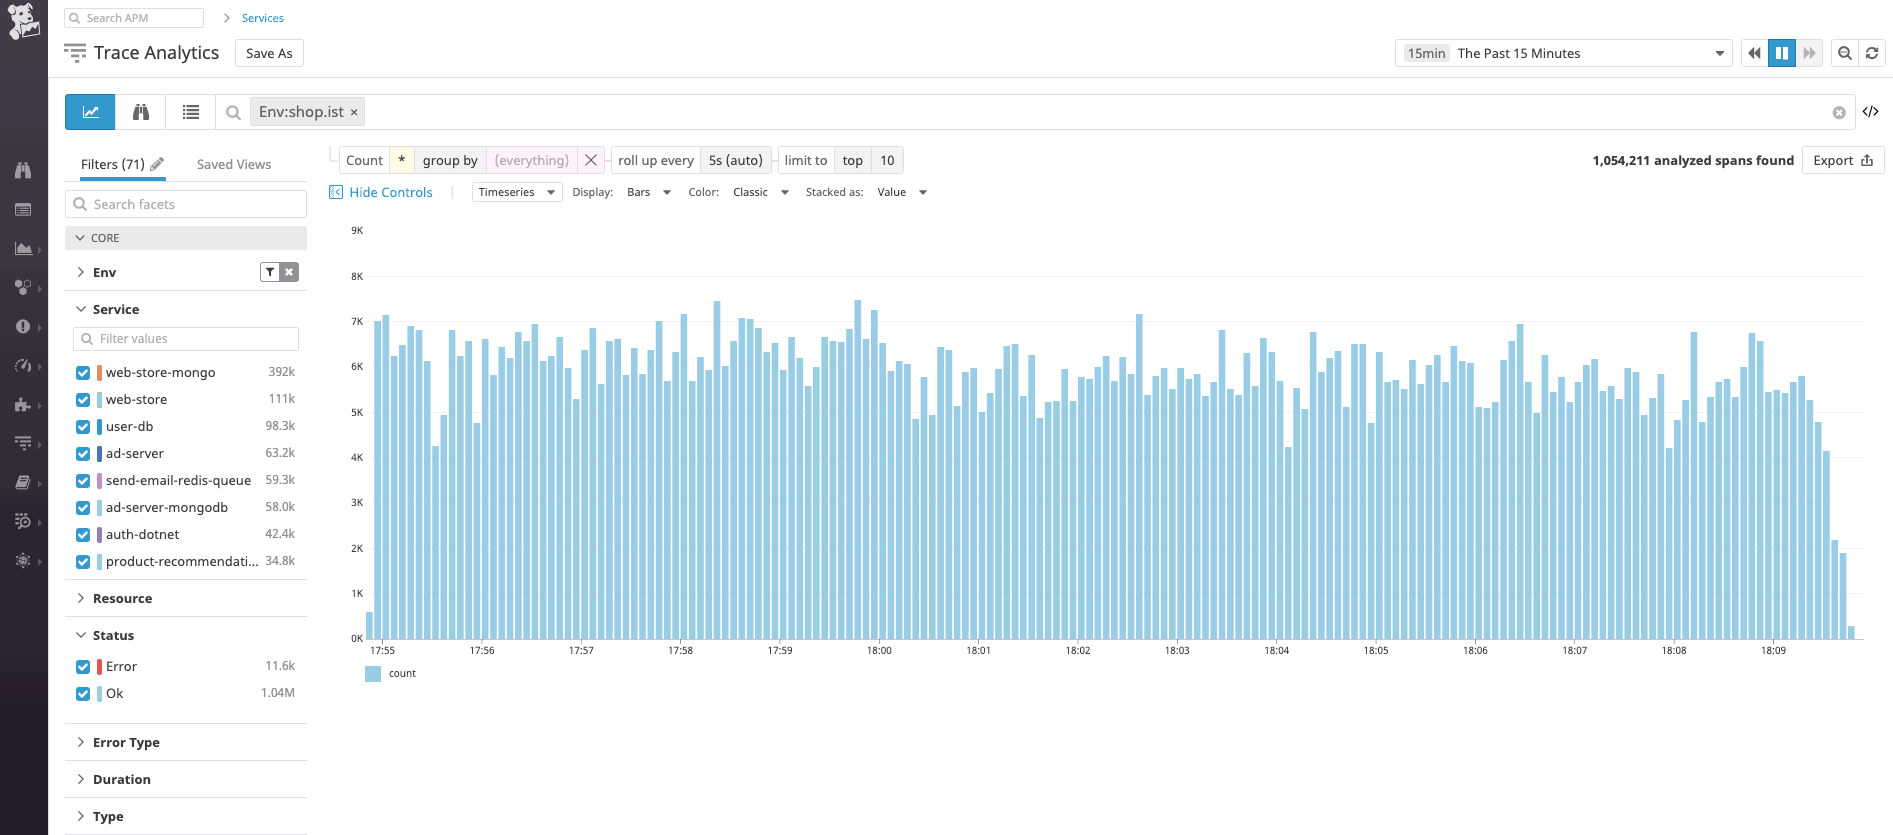 Search APM
Services
Trace Analytics
Save As
15min The Past 15 Minutes
Env:shop.ist ×
</>
Filters (71)
Saved Views
Count * group by (everything) roll up every 5s (auto) limit to top 10
1,054,211 analyzed spans found
Export
Hide Controls
Timeseries
Display: Bars
Color: Classic
Stacked as: Value
Search facets
CORE
Env
Service
Filter values
web-store-mongo 392k
web-store 111k
user-db 98.3k
ad-server 63.2k
send-email-redis-queue 59.3k
ad-server-mongodb 58.0k
auth-dotnet 42.4k
product-recommendati... 34.8k
Resource
Status
Error 11.6k
Ok 1.04M
Error Type
Duration
Type
9K
8K
7K
6K
5K
4K
3K
2K
1K
0K
17:55 17:56 17:57 17:58 17:59 18:00 18:01 18:02 18:03 18:04 18:05 18:06 18:07 18:08 18:09
count